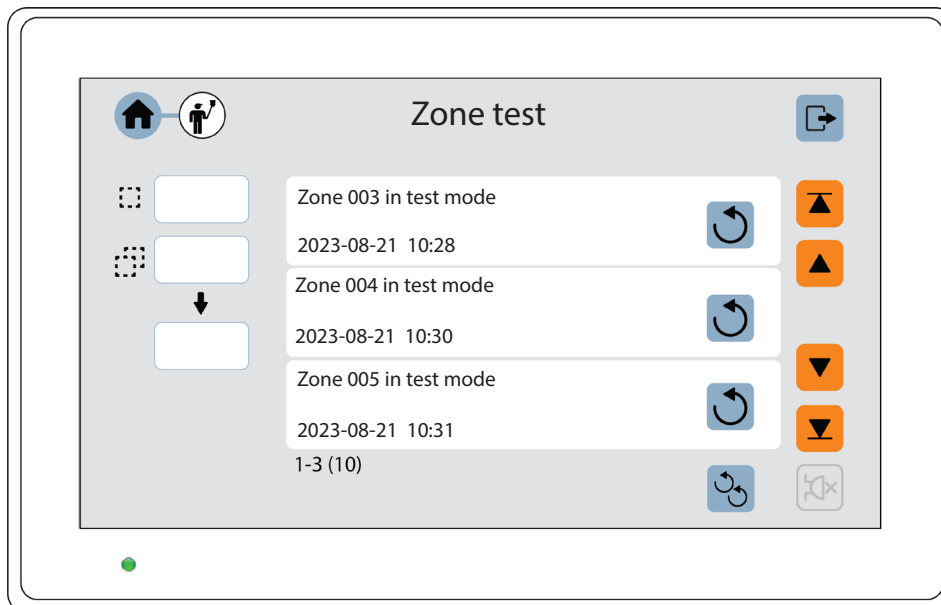 Zone test
Zone 003 in test mode
2023-08-21 10:28
Zone 004 in test mode
2023-08-21 10:30
Zone 005 in test mode
2023-08-21 10:31
1-3 (10)